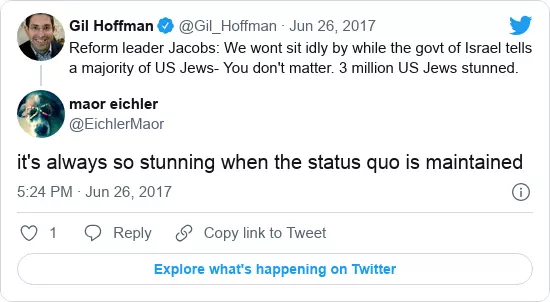 Gil Hoffman @Gil_Hoffman · Jun 26, 2017
Reform leader Jacobs: We wont sit idly by while the govt of Israel tells
a majority of US Jews- You don't matter. 3 million US Jews stunned.
maor eichler
@EichlerMaor
it's always so stunning when the status quo is maintained
5:24 PM · Jun 26, 2017
1 Reply Copy link to Tweet
Explore what's happening on Twitter